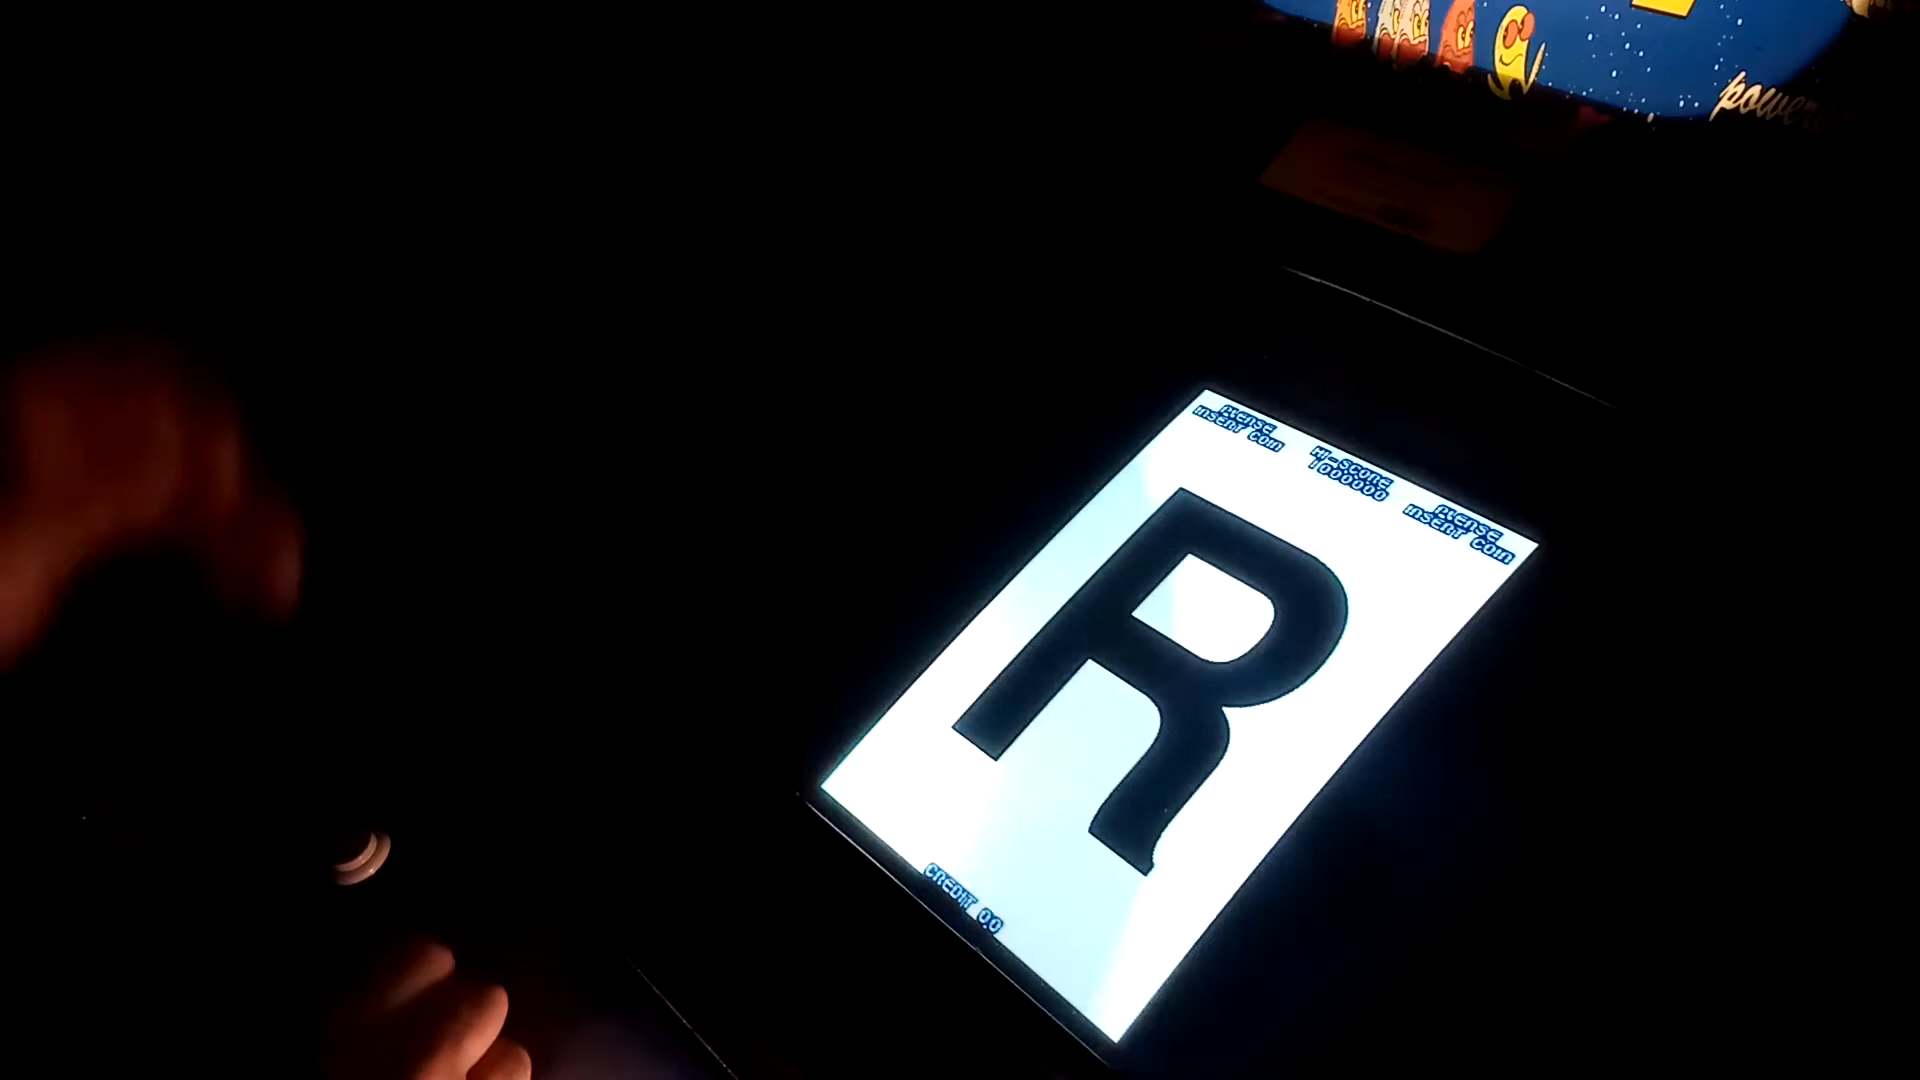 PLEASE
INSERT COIN
HI-SCORE
1000000
PLEASE
INSERT COIN
R
CREDIT 00